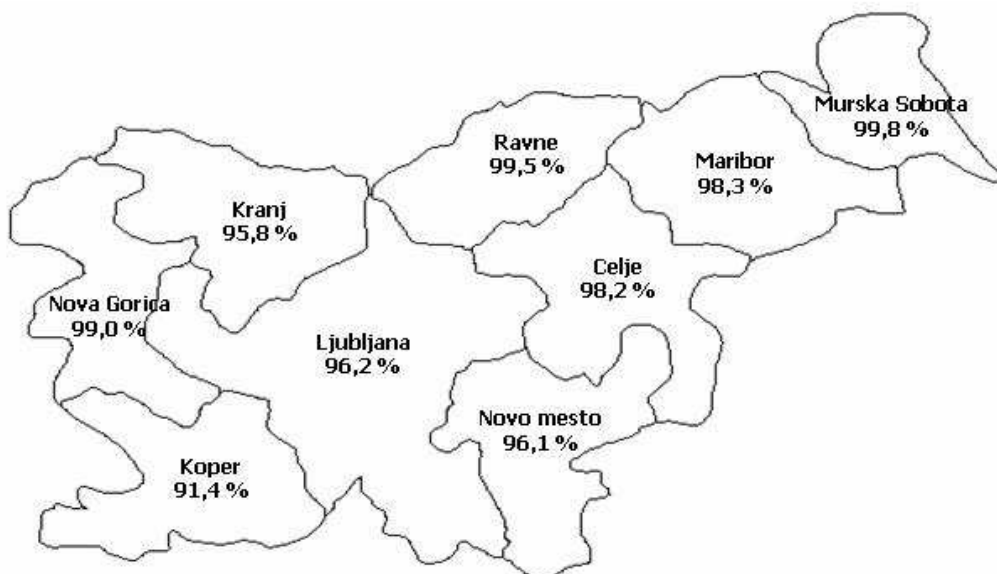 Murska Sobota
99,8 %
Ravne
99,5 %
Maribor
98,3 %
Kranj
95,8 %
Celje
98,2 %
Nova Gorica
99,0 %
Ljubljana
96,2 %
Novo mesto
96,1 %
Koper
91,4 %